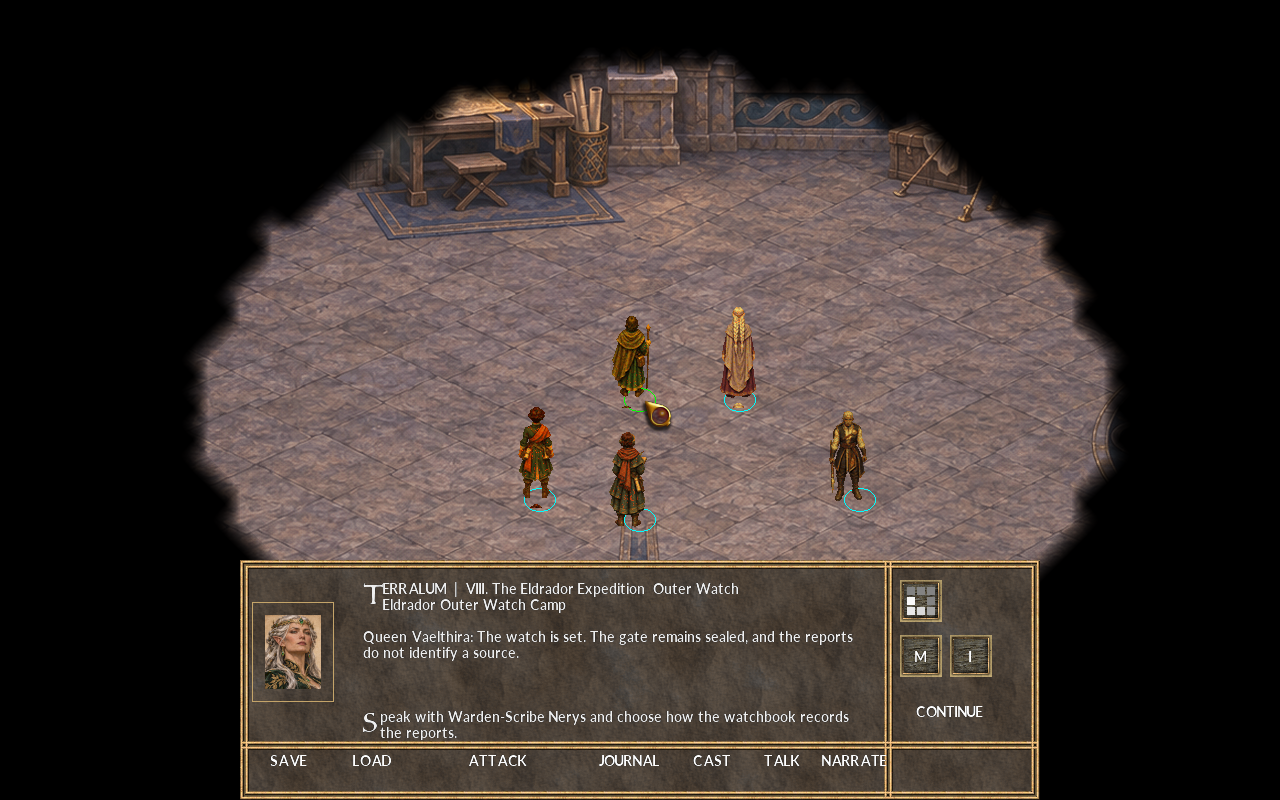 TERRALUM | VIII. The Eldrador Expedition Outer Watch
Eldrador Outer Watch Camp
Queen Vaelthira: The watch is set. The gate remains sealed, and the reports
do not identify a source.
M I
CONTINUE
Speak with Warden-Scribe Nerys and choose how the watchbook records
the reports.
SAVE LOAD ATTACK JOURNAL CAST TALK NARRATE